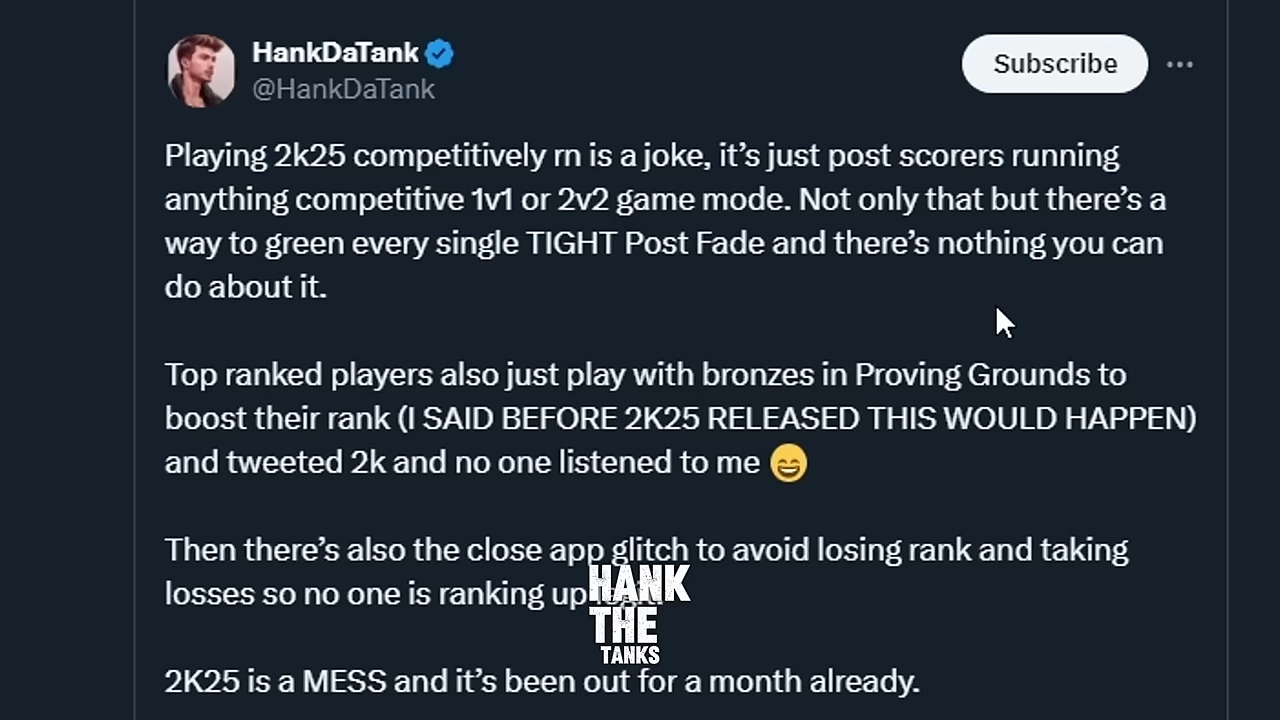 HankDaTank
Subscribe
@HankDaTank
Playing 2k25 competitively rn is a joke, it’s just post scorers running
anything competitive 1v1 or 2v2 game mode. Not only that but there’s a
way to green every single TIGHT Post Fade and there’s nothing you can
do about it.
Top ranked players also just play with bronzes in Proving Grounds to
boost their rank (I SAID BEFORE 2K25 RELEASED THIS WOULD HAPPEN)
and tweeted 2k and no one listened to me 😄
Then there’s also the close app glitch to avoid losing rank and taking
losses so no one is ranking up
HANK
THE
TANKS
2K25 is a MESS and it’s been out for a month already.